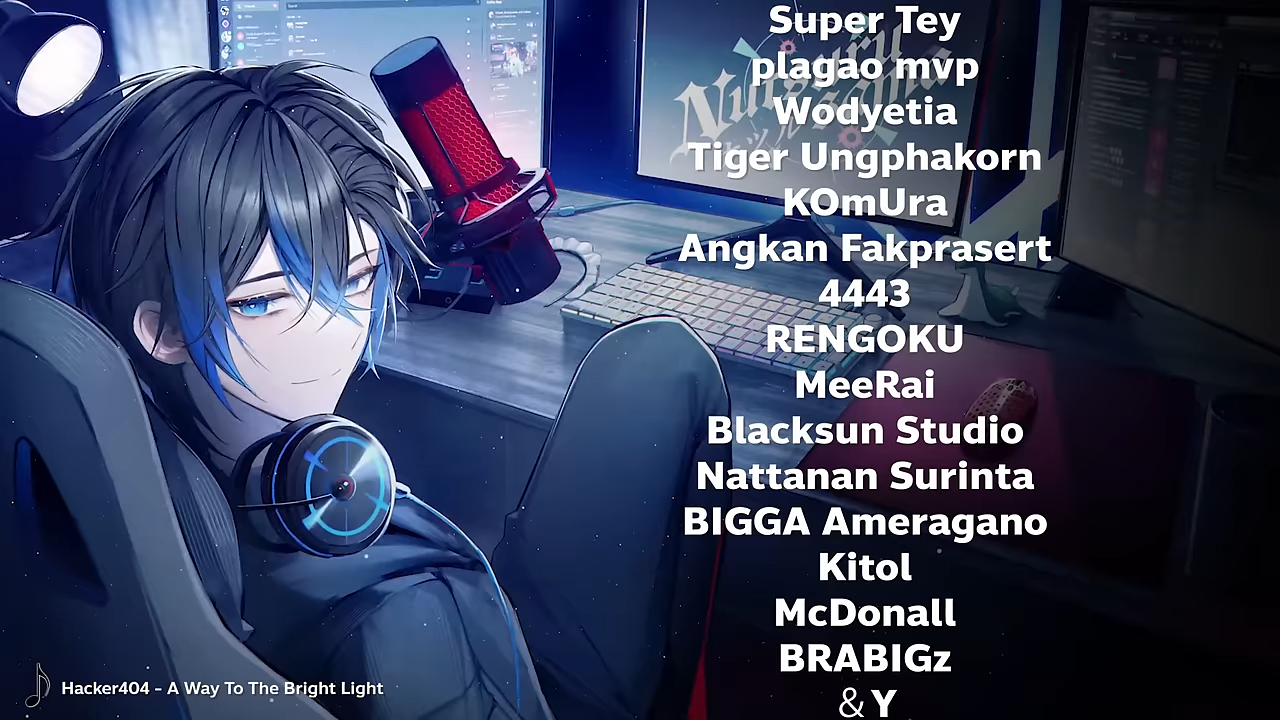 Super Tey
plagao mvp
Wodyetia
Tiger Ungphakorn
KOmUra
Angkan Fakprasert
4443
RENGOKU
MeeRai
Blacksun Studio
Nattanan Surinta
BIGGA Ameragano
Kitol
McDonall
BRABIGz
& Y
Hacker404 - A Way To The Bright Light